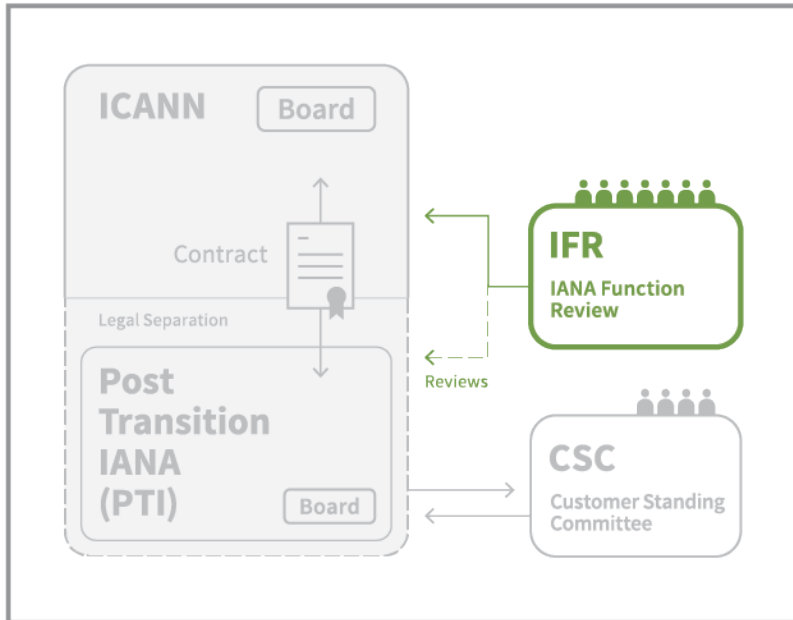 ICANN
Board
Contract
Legal Separation
Post
Transition
IANA
(PTI)
Board
IFR
IANA Function
Review
Reviews
CSC
Customer Standing
Committee